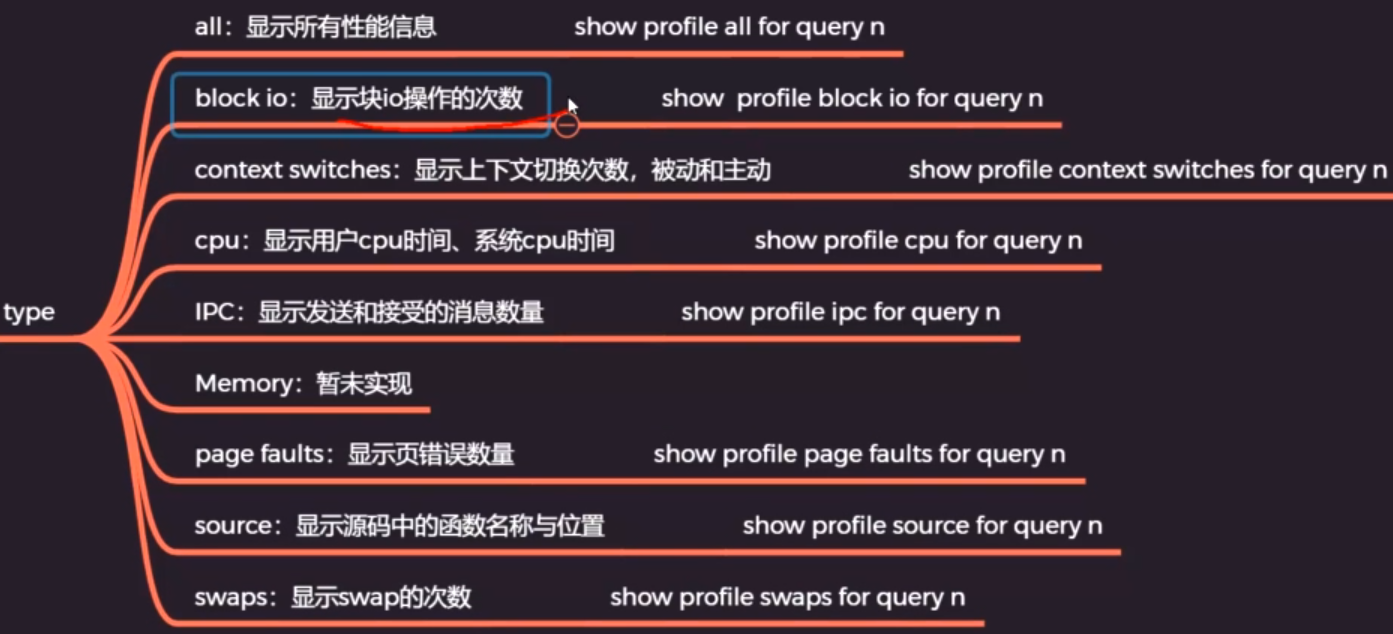 all：显示所有性能信息 show profile all for query n
block io：显示块io操作的次数 show profile block io for query n
context switches：显示上下文切换次数，被动和主动 show profile context switches for query n
cpu：显示用户cpu时间、系统cpu时间 show profile cpu for query n
type
IPC：显示发送和接受的消息数量 show profile ipc for query n
Memory：暂未实现
page faults：显示页错误数量 show profile page faults for query n
source：显示源码中的函数名称与位置 show profile source for query n
swaps：显示swap的次数 show profile swaps for query n